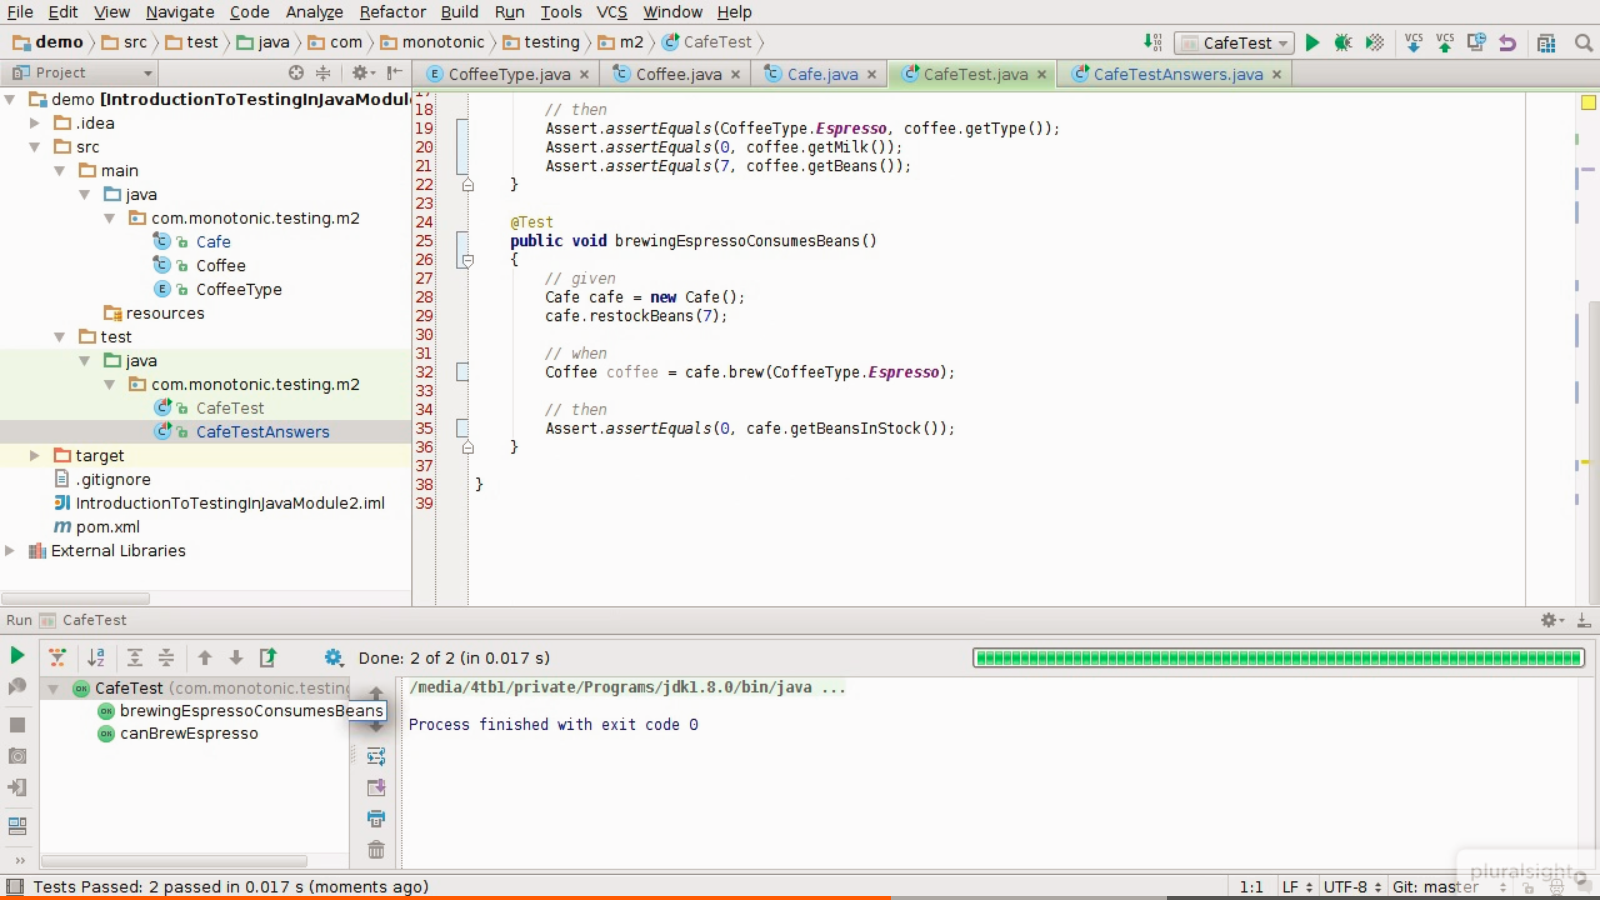 File Edit View Navigate Code Analyze Refactor Build Run Tools VCS Window Help
demo src test java com monotonic testing m2 CafeTest CafeTest VCS VCS
Project CoffeeType.java Coffee.java Cafe.java CafeTest.java CafeTestAnswers.java
demo [IntroductionToTestingInJavaModul
.idea
src
main
java
com.monotonic.testing.m2
Cafe
Coffee
CoffeeType
resources
test
java
com.monotonic.testing.m2
CafeTest
CafeTestAnswers
target
.gitignore
IntroductionToTestingInJavaModule2.iml
pom.xml
External Libraries
18 // then
19 Assert.assertEquals(CoffeeType.Espresso, coffee.getType());
20 Assert.assertEquals(0, coffee.getMilk());
21 Assert.assertEquals(7, coffee.getBeans());
22 }
23
24 @Test
25 public void brewingEspressoConsumesBeans()
26 {
27 // given
28 Cafe cafe = new Cafe();
29 cafe.restockBeans(7);
30
31 // when
32 Coffee coffee = cafe.brew(CoffeeType.Espresso);
33
34 // then
35 Assert.assertEquals(0, cafe.getBeansInStock());
36 }
37
38 }
39
Run CafeTest
Done: 2 of 2 (in 0.017 s)
CafeTest (com.monotonic.testing
brewingEspressoConsumesBeans
canBrewEspresso
/media/4tb1/private/Programs/jdk1.8.0/bin/java ...
Process finished with exit code 0
pluralsight
Tests Passed: 2 passed in 0.017 s (moments ago) 1:1 LF UTF-8 Git: master